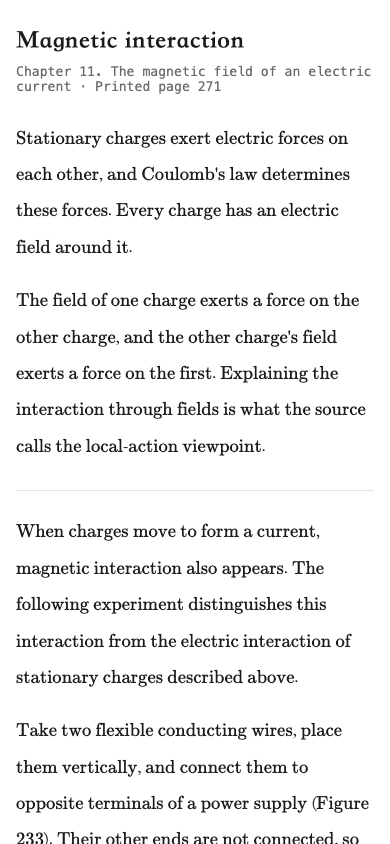 Magnetic interaction
Chapter 11. The magnetic field of an electric
current · Printed page 271
Stationary charges exert electric forces on
each other, and Coulomb's law determines
these forces. Every charge has an electric
field around it.
The field of one charge exerts a force on the
other charge, and the other charge's field
exerts a force on the first. Explaining the
interaction through fields is what the source
calls the local-action viewpoint.
When charges move to form a current,
magnetic interaction also appears. The
following experiment distinguishes this
interaction from the electric interaction of
stationary charges described above.
Take two flexible conducting wires, place
them vertically, and connect them to
opposite terminals of a power supply (Figure
233). Their other ends are not connected, so